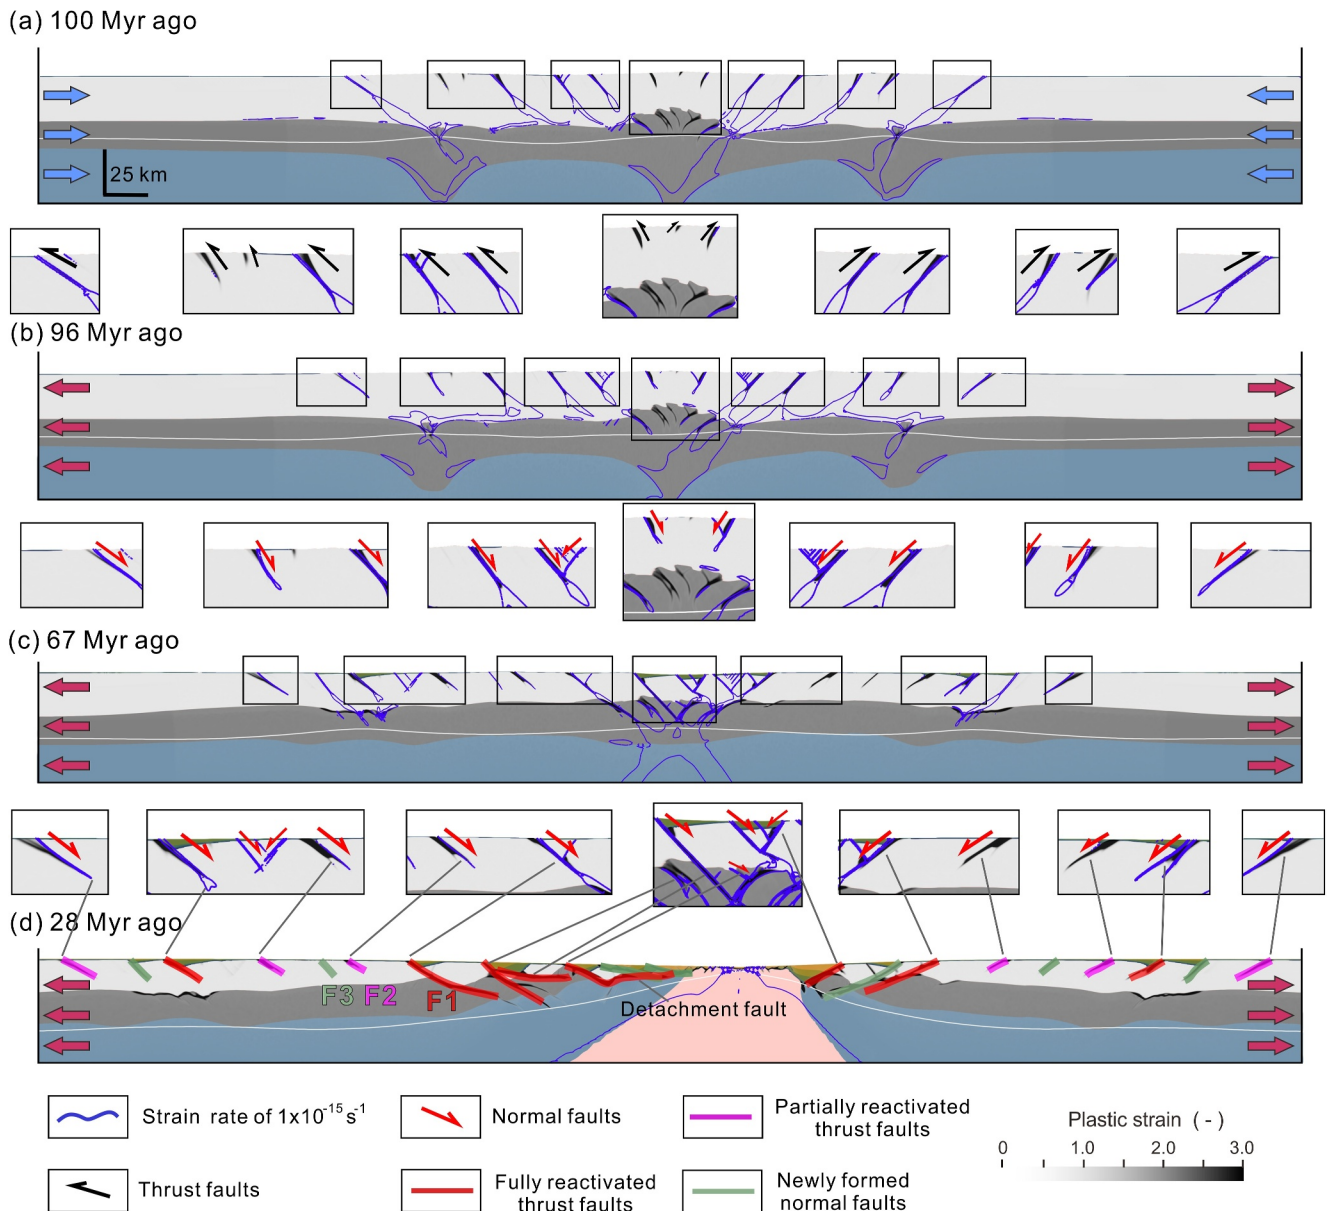 (a) 100 Myr ago
25 km
(b) 96 Myr ago
(c) 67 Myr ago
(d) 28 Myr ago
F3 F2 F1
Detachment fault
Strain rate of 1x10⁻¹⁵ s⁻¹
Normal faults
Partially reactivated
thrust faults
Plastic strain ( - )
0 1.0 2.0 3.0
Thrust faults
Fully reactivated
thrust faults
Newly formed
normal faults